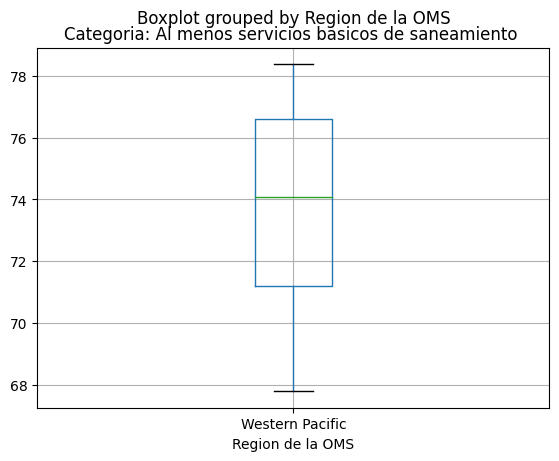 Boxplot grouped by Region de la OMS
Categoria: Al menos servicios basicos de saneamiento
78
76
74
72
70
68
Western Pacific
Region de la OMS